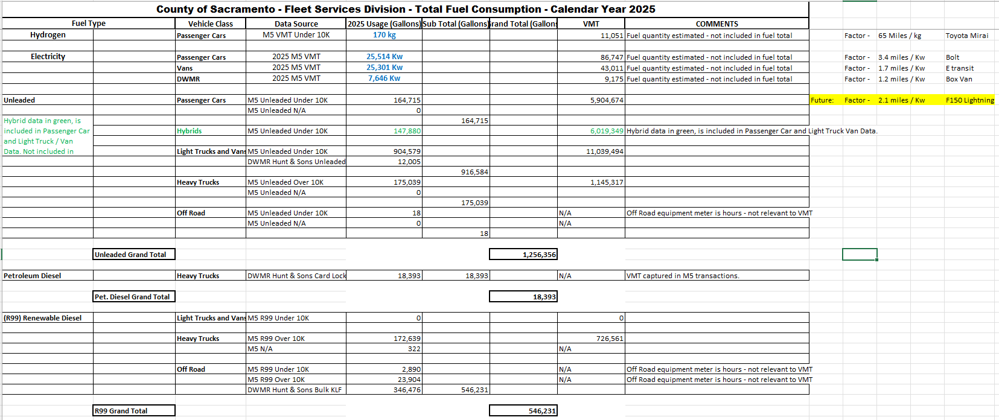 County of Sacramento - Fleet Services Division - Total Fuel Consumption - Calendar Year 2025
Fuel Type Vehicle Class Data Source 2025 Usage (Gallons) Sub Total (Gallons) rand Total (Gallons VMT COMMENTS
Hydrogen Passenger Cars M5 VMT Under 10K 170 kg 11,051 Fuel quantity estimated - not included in fuel total Factor - 65 Miles / kg Toyota Mirai
Electricity Passenger Cars 2025 M5 VMT 25,514 Kw 86,747 Fuel quantity estimated - not included in fuel total Factor - 3.4 miles / Kw Bolt
Vans 2025 M5 VMT 25,301 Kw 43,011 Fuel quantity estimated - not included in fuel total Factor - 1.7 miles / Kw E transit
DWMR 2025 M5 VMT 7,646 Kw 9,175 Fuel quantity estimated - not included in fuel total Factor - 1.2 miles / Kw Box Van
Unleaded Passenger Cars M5 Unleaded Under 10K 164,715 5,904,674 Future: Factor - 2.1 miles / Kw F150 Lightning
M5 Unleaded N/A 0
Hybrid data in green, is 164,715
included in Passenger Car Hybrids M5 Unleaded Under 10K 147,880 6,019,349 Hybrid data in green, is included in Passenger Car and Light Truck Van Data.
and Light Truck / Van
Data. Not included in Light Trucks and Vans M5 Unleaded Under 10K 904,579 11,039,494
DWMR Hunt & Sons Unleaded 12,005
916,584
Heavy Trucks M5 Unleaded Over 10K 175,039 1,145,317
M5 Unleaded N/A 0
175,039
Off Road M5 Unleaded Under 10K 18 N/A Off Road equipment meter is hours - not relevant to VMT
M5 Unleaded N/A 0 N/A
18
Unleaded Grand Total 1,256,356
Petroleum Diesel Heavy Trucks DWMR Hunt & Sons Card Lock 18,393 18,393 N/A VMT captured in M5 transactions.
Pet. Diesel Grand Total 18,393
(R99) Renewable Diesel Light Trucks and Vans M5 R99 Under 10K 0 0
Heavy Trucks M5 R99 Over 10K 172,639 726,561
M5 N/A 322 N/A
Off Road M5 R99 Under 10K 2,890 N/A Off Road equipment meter is hours - not relevant to VMT
M5 R99 Over 10K 23,904 N/A Off Road equipment meter is hours - not relevant to VMT
DWMR Hunt & Sons Bulk KLF 346,476 546,231
R99 Grand Total 546,231